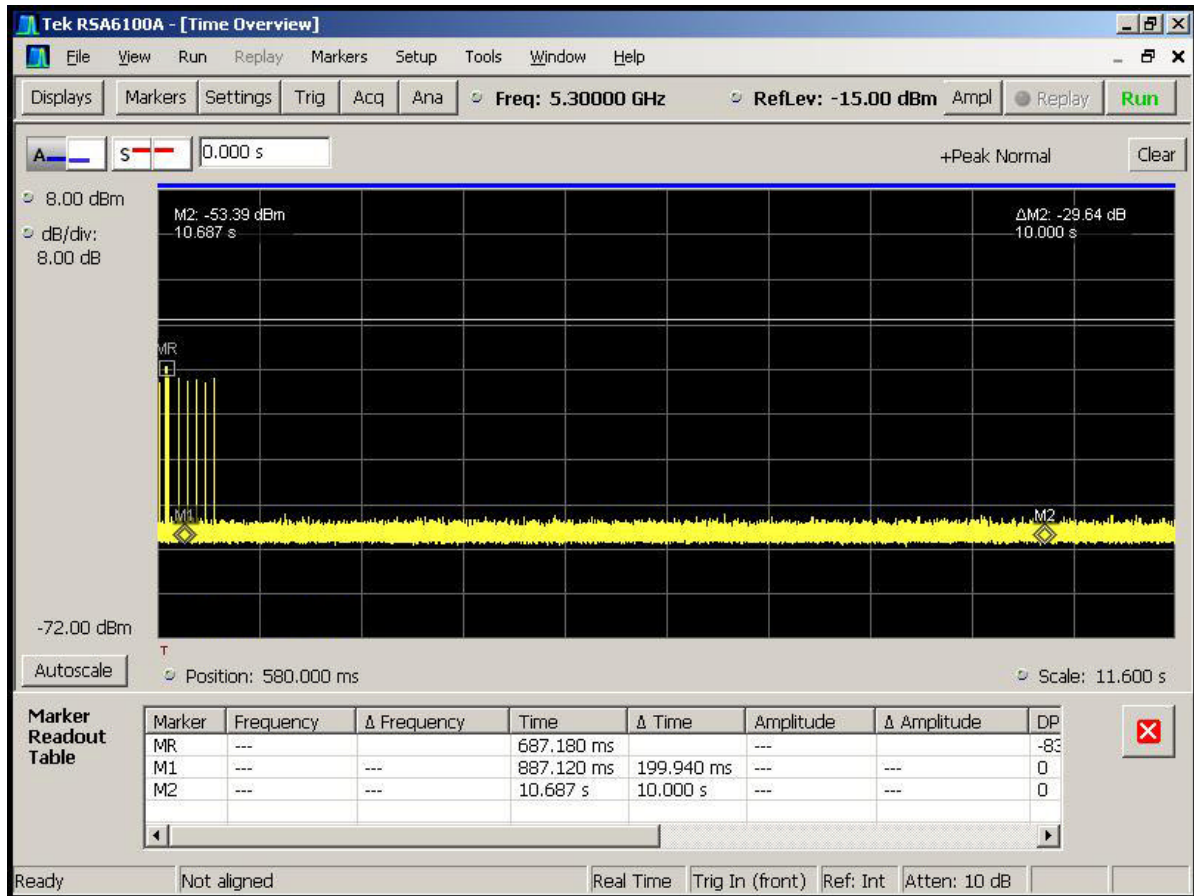 Tek RSA6100A - [Time Overview]
File View Run Replay Markers Setup Tools Window Help
Displays Markers Settings Trig Acq Ana Freq: 5.30000 GHz RefLev: -15.00 dBm Ampl Replay Run
A S 0.000 s +Peak Normal Clear
8.00 dBm
dB/div:
8.00 dB
M2: -53.39 dBm
10.687 s
ΔM2: -29.64 dB
10.000 s
MR
M1
M2
-72.00 dBm
T
Autoscale Position: 580.000 ms Scale: 11.600 s
Marker Readout Table
Marker Frequency Δ Frequency Time Δ Time Amplitude Δ Amplitude DP
MR --- 687.180 ms --- -83
M1 --- --- 887.120 ms 199.940 ms --- --- 0
M2 --- --- 10.687 s 10.000 s --- --- 0
Ready Not aligned Real Time Trig In (front) Ref: Int Atten: 10 dB